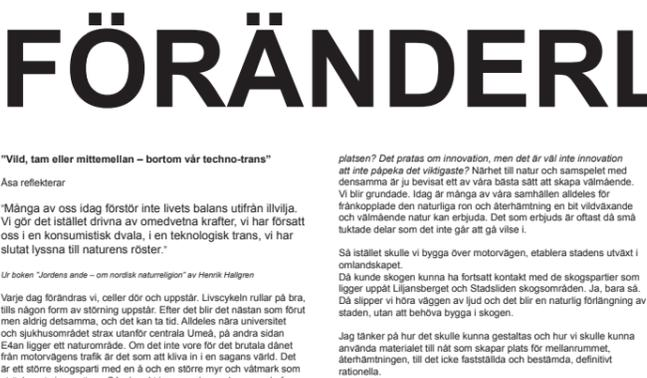 FÖRÄNDERL
"Vild, tam eller mittemellan – bortom vår techno-trans"
Åsa reflekterar
"Många av oss idag förstör inte livets balans utifrån illvilja.
Vi gör det istället drivna av omedvetna krafter, vi har försatt
oss i en konsumistisk dvala, i en teknologisk trans, vi har
slutat lyssna till naturens röster."
Ur boken "Jordens ande – om nordisk naturreligion" av Henrik Hallgren
Varje dag förändras vi, celler dör och uppstår. Livscykeln rullar på bra,
tills någon form av störning uppstår. Efter det blir det nästan som förut
men aldrig detsamma, och det kan ta tid. Alldeles nära universitet
och sjukhusområdet strax utanför centrala Umeå, på andra sidan
E4an ligger ett naturområde. Om det inte vore för det brutala dånet
från motorvägens trafik är det som att kliva in i en sagans värld. Det
är ett större skogsparti med en å och en större myr och våtmark som
platsen? Det pratas om innovation, men det är väl inte innovation
att inte påpeka det viktigaste? Närhet till natur och samspelet med
densamma är ju bevisat ett av våra bästa sätt att skapa välmående.
Vi blir grundade. Idag är många av våra samhällen alldeles för
frånkopplade den naturliga ron och återhämtning en bit vildväxande
och välmående natur kan erbjuda. Det som erbjuds är oftast då små
tuktade delar som det inte går att gå vilse i.
Så istället skulle vi bygga över motorvägen, etablera stadens utväxt i
omlandskapet.
Då kunde skogen kunna ha fortsatt kontakt med de skogspartier som
ligger uppåt Liljansberget och Stadsliden skogsområden. Ja, bara så.
Då slipper vi höra väggen av ljud och det blir en naturlig förlängning av
staden, utan att behöva bygga i skogen.
Jag tänker på hur det skulle kunna gestaltas och hur vi skulle kunna
använda materialet till nåt som skapar plats för mellanrummet,
återhämtningen, till det icke fastställda och bestämda, definitivt
rationella.